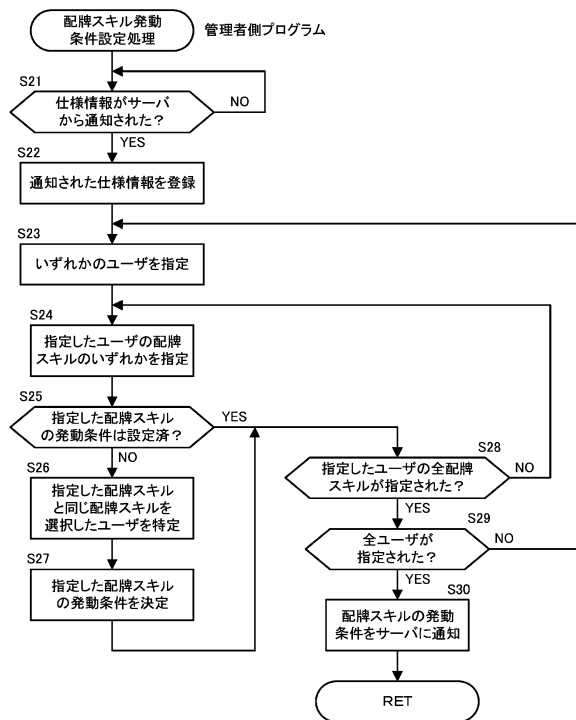 配牌スキル発動
条件設定処理
管理者側プログラム
S21
仕様情報がサーバ
から通知された？
NO
YES
S22
通知された仕様情報を登録
S23
いずれかのユーザを指定
S24
指定したユーザの配牌
スキルのいずれかを指定
S25
指定した配牌スキル
の発動条件は設定済？
YES
NO
S26
指定した配牌スキル
と同じ配牌スキルを
選択したユーザを特定
S27
指定した配牌スキル
の発動条件を決定
S28
指定したユーザの全配牌
スキルが指定された？
NO
YES
S29
全ユーザが
指定された？
NO
YES
S30
配牌スキルの発動
条件をサーバに通知
RET